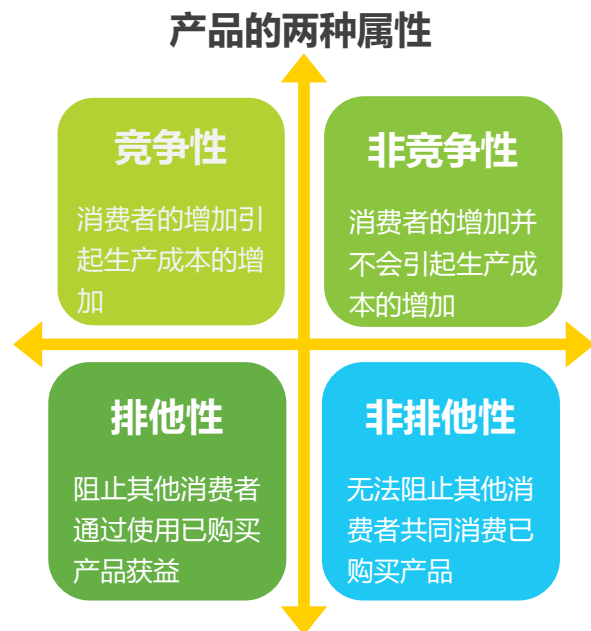 产品的两种属性
竞争性
消费者的增加引
起生产成本的增
加
非竞争性
消费者的增加并
不会引起生产成
本的增加
排他性
阻止其他消费者
通过使用已购买
产品获益
非排他性
无法阻止其他消
费者共同消费已
购买产品